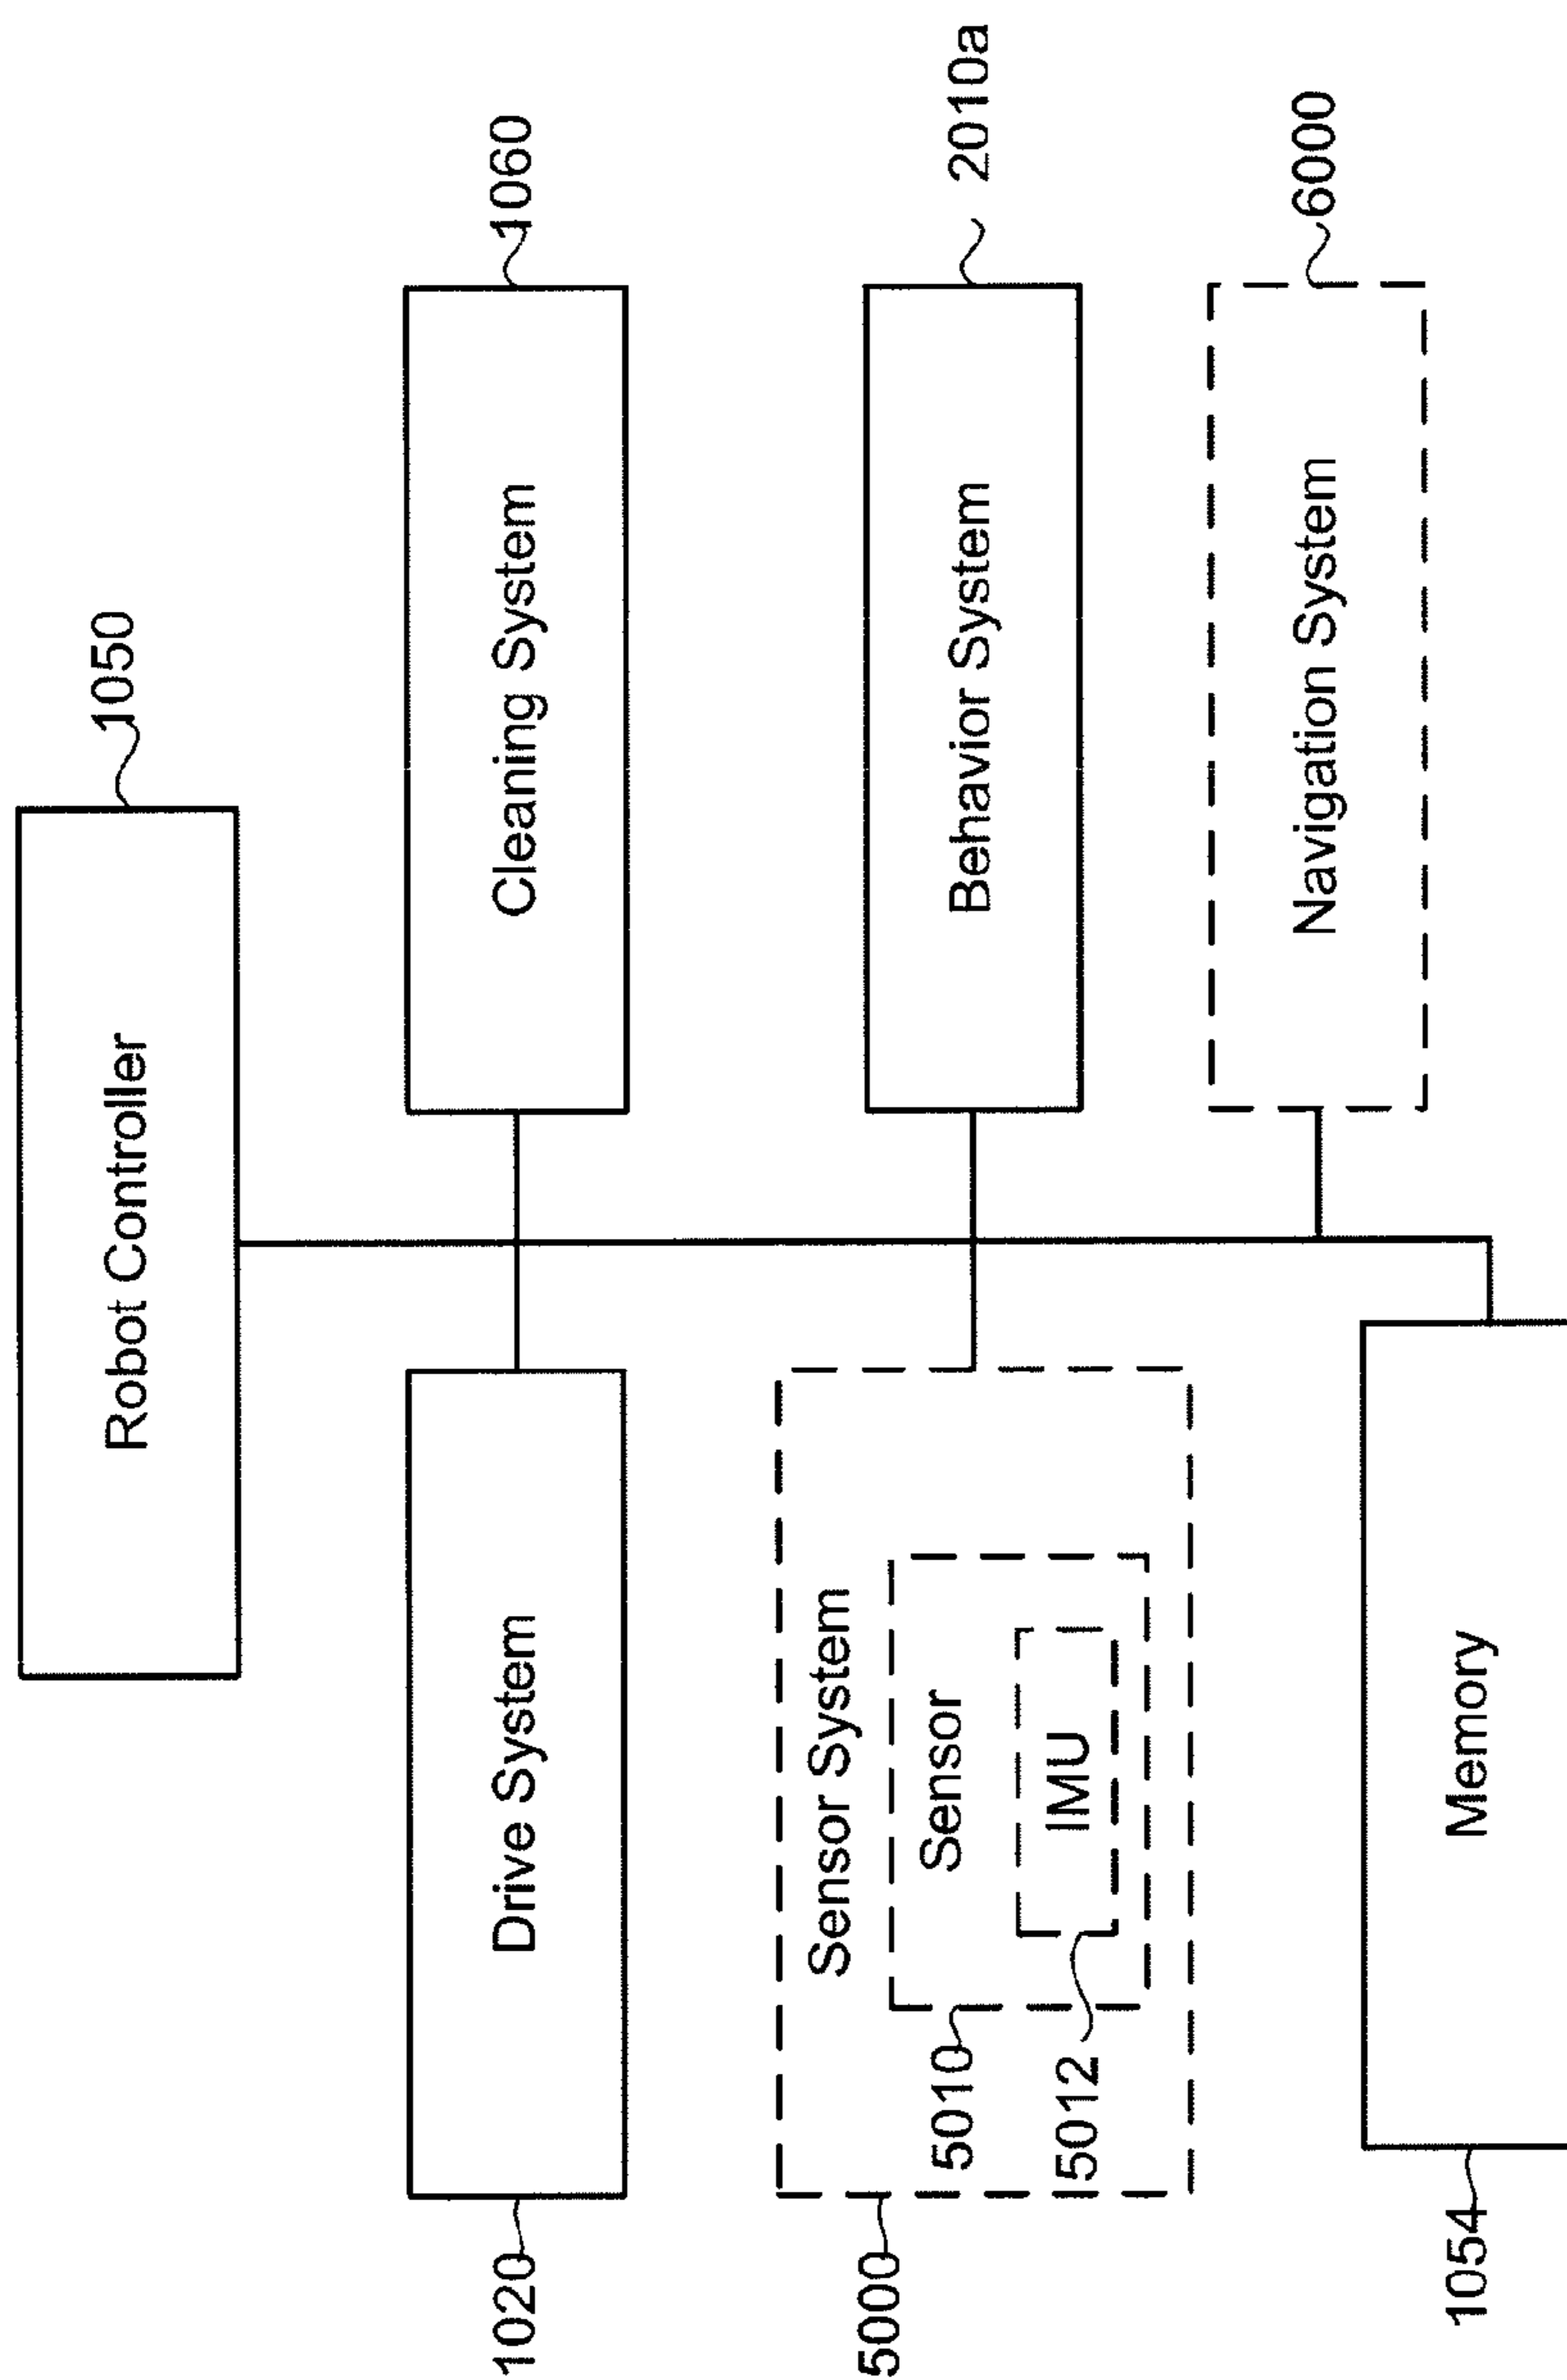 Robot Controller
1050
Drive System
1020
Cleaning System
1060
Sensor System
Sensor
IMU
5010
5012
5000
Behavior System
2010a
Navigation System
6000
Memory
1054